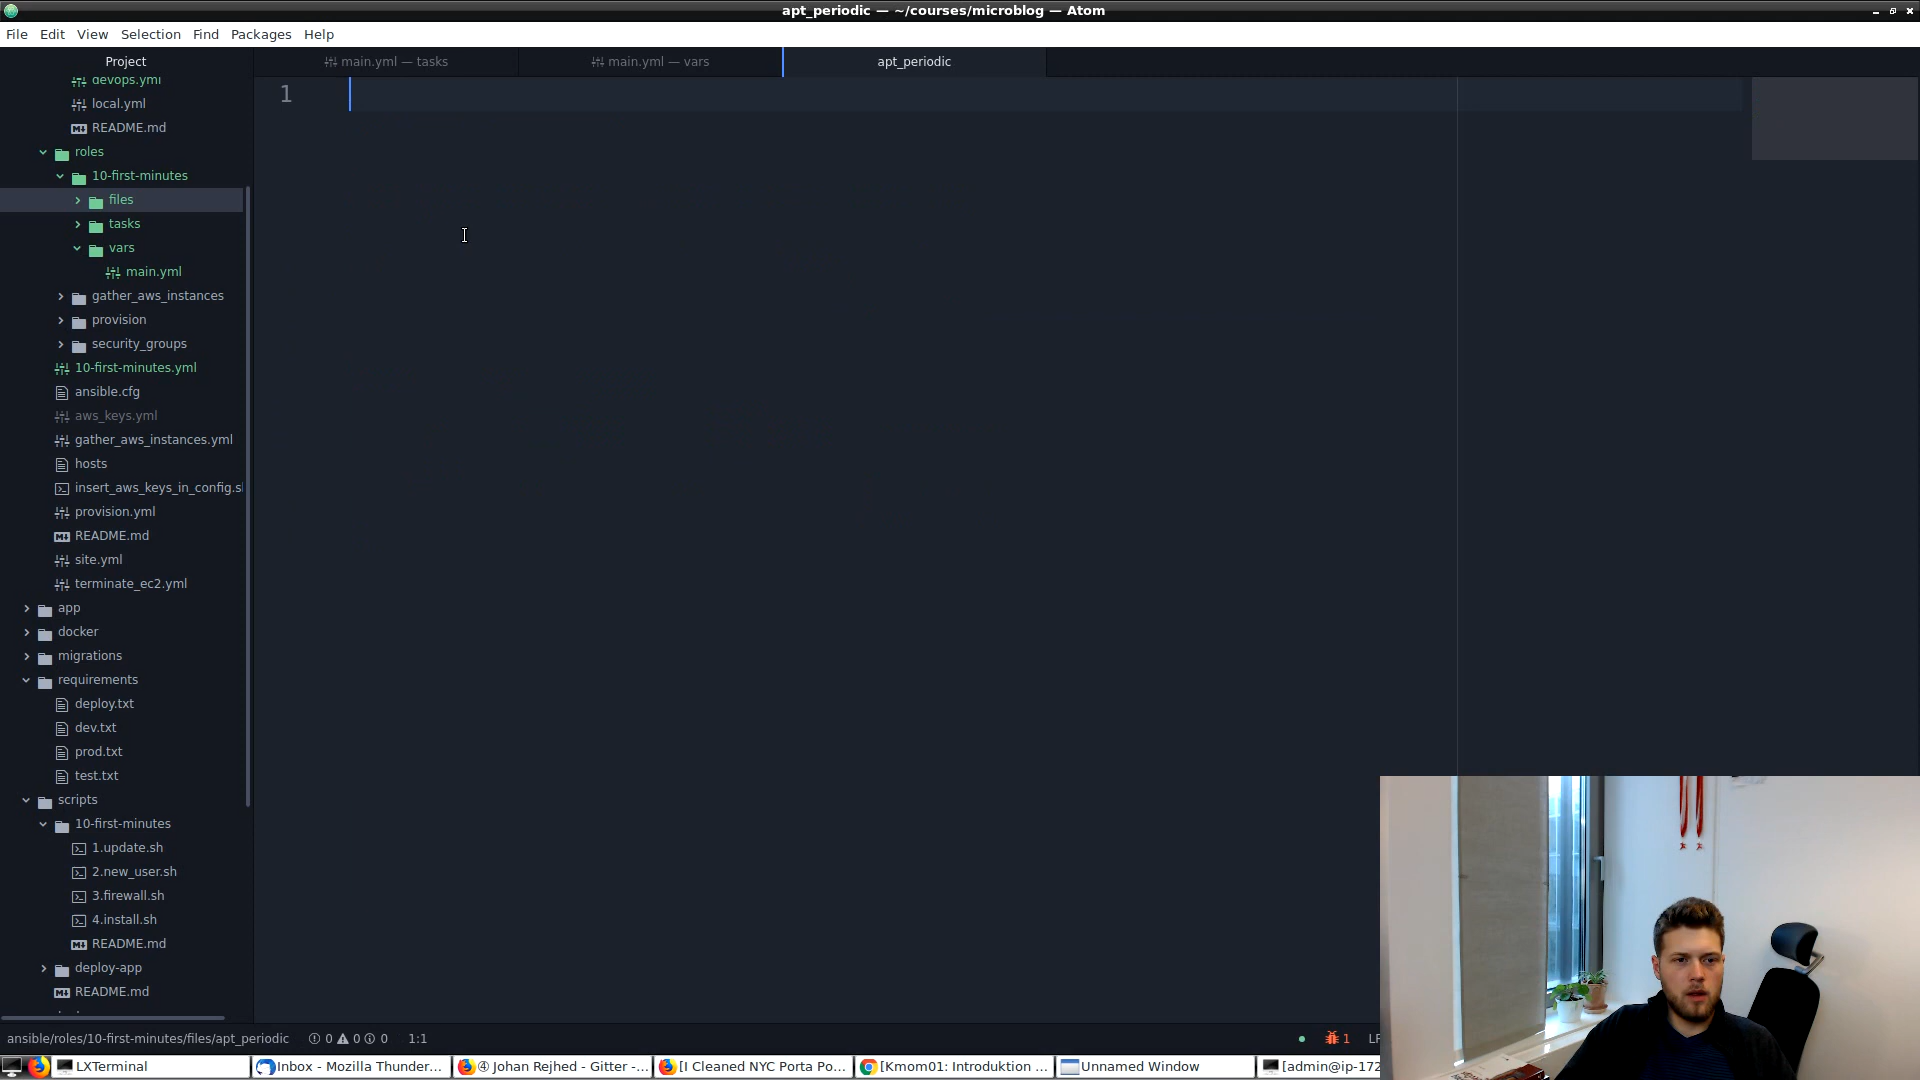 apt_periodic — ~/courses/microblog — Atom
File Edit View Selection Find Packages Help
Project
main.yml — tasks
main.yml — vars
apt_periodic
1
devops.yml
local.yml
README.md
roles
10-first-minutes
files
tasks
vars
main.yml
gather_aws_instances
provision
security_groups
10-first-minutes.yml
ansible.cfg
aws_keys.yml
gather_aws_instances.yml
hosts
insert_aws_keys_in_config.s
provision.yml
README.md
site.yml
terminate_ec2.yml
app
docker
migrations
requirements
deploy.txt
dev.txt
prod.txt
test.txt
scripts
10-first-minutes
1.update.sh
2.new_user.sh
3.firewall.sh
4.install.sh
README.md
deploy-app
README.md
ansible/roles/10-first-minutes/files/apt_periodic 0 0 0 1:1 1 LF
LXTerminal
Inbox - Mozilla Thunder...
④ Johan Rejhed - Gitter -...
[I Cleaned NYC Porta Po...
[Kmom01: Introduktion ...
Unnamed Window
[admin@ip-172